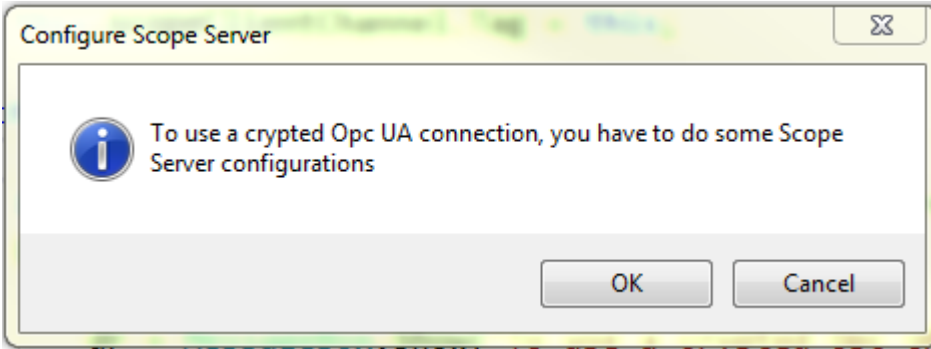 Configure Scope Server
To use a crypted Opc UA connection, you have to do some Scope
Server configurations
OK
Cancel